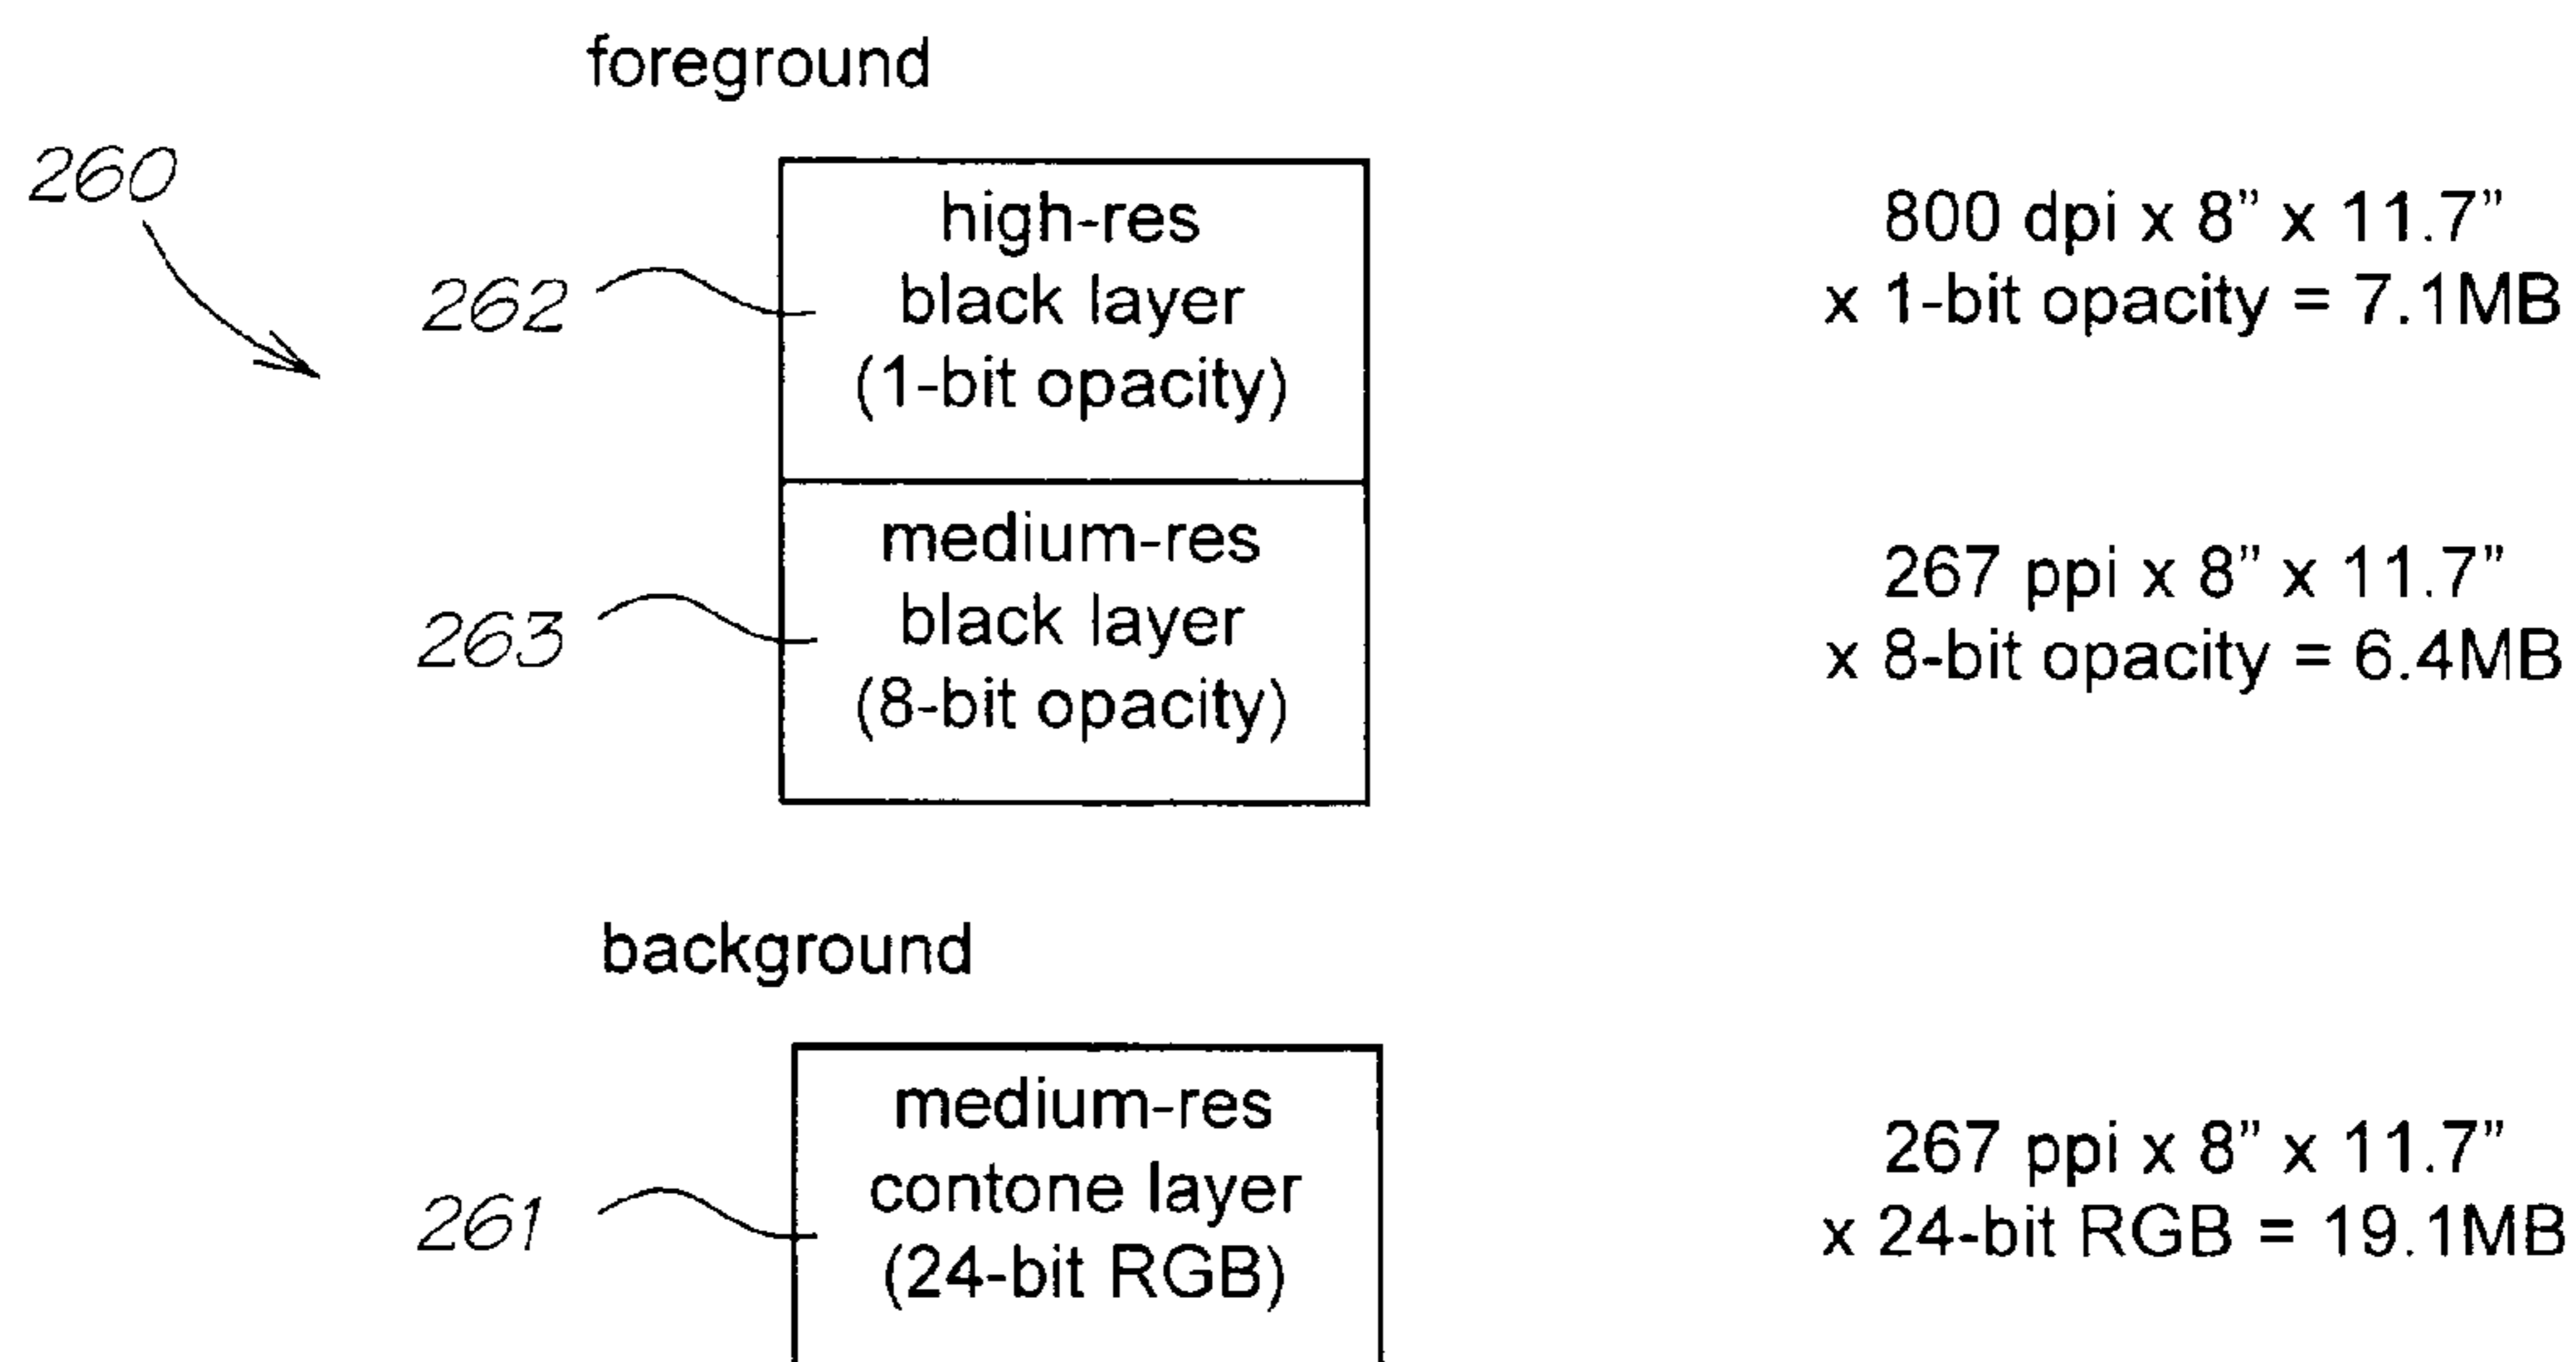 foreground
260
262
high-res
black layer
(1-bit opacity)
800 dpi x 8” x 11.7”
x 1-bit opacity = 7.1MB
263
medium-res
black layer
(8-bit opacity)
267 ppi x 8” x 11.7”
x 8-bit opacity = 6.4MB
background
261
medium-res
contone layer
(24-bit RGB)
267 ppi x 8” x 11.7”
x 24-bit RGB = 19.1MB